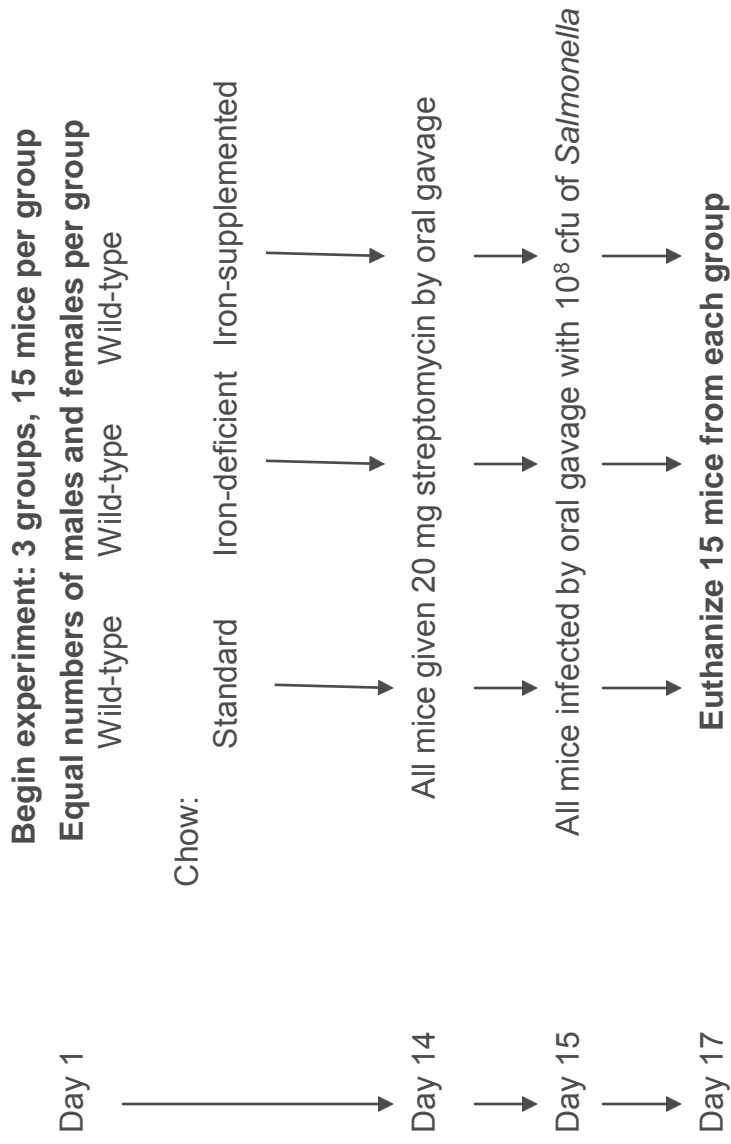 Begin experiment: 3 groups, 15 mice per group
Day 1 Equal numbers of males and females per group
Wild-type Wild-type Wild-type
Chow:
Standard Iron-deficient Iron-supplemented
Day 14 All mice given 20 mg streptomycin by oral gavage
Day 15 All mice infected by oral gavage with 10⁸ cfu of Salmonella
Day 17 Euthanize 15 mice from each group